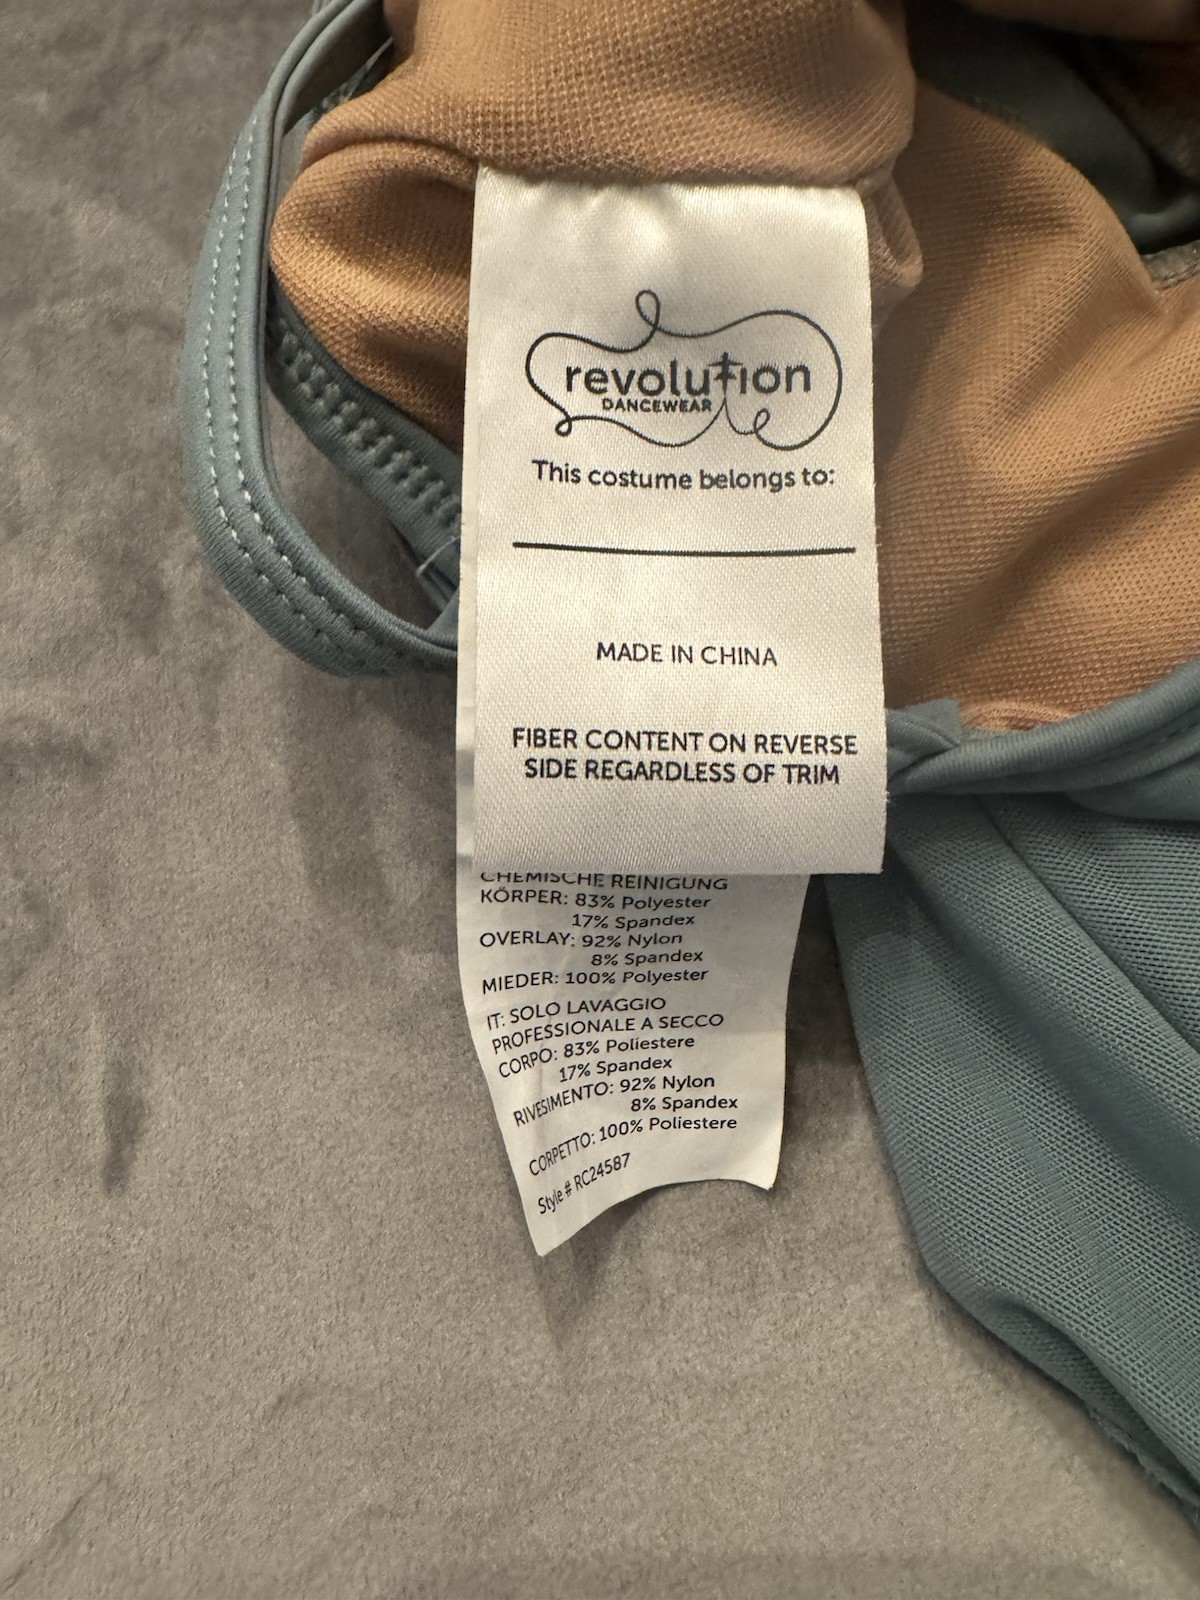 revolution
DANCEWEAR
This costume belongs to:
MADE IN CHINA
FIBER CONTENT ON REVERSE
SIDE REGARDLESS OF TRIM
CHEMISCHE REINIGUNG
KÖRPER: 83% Polyester
17% Spandex
OVERLAY: 92% Nylon
8% Spandex
MIEDER: 100% Polyester
IT: SOLO LAVAGGIO
PROFESSIONALE A SECCO
CORPO: 83% Poliestere
17% Spandex
RIVESIMENTO: 92% Nylon
8% Spandex
CORPETTO: 100% Poliestere
Style# RC24587